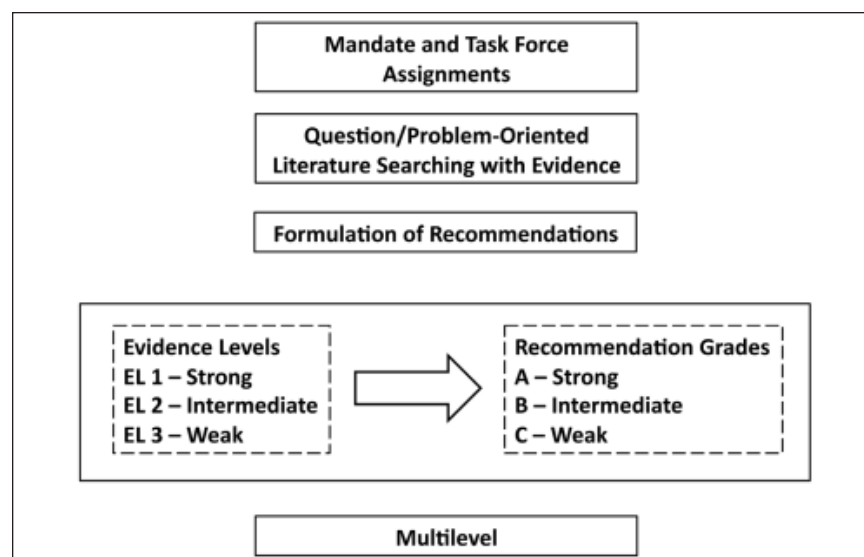 Mandate and Task Force
Assignments
Question/Problem-Oriented
Literature Searching with Evidence
Formulation of Recommendations
Evidence Levels
EL 1 – Strong
EL 2 – Intermediate
EL 3 – Weak
Recommendation Grades
A – Strong
B – Intermediate
C – Weak
Multilevel